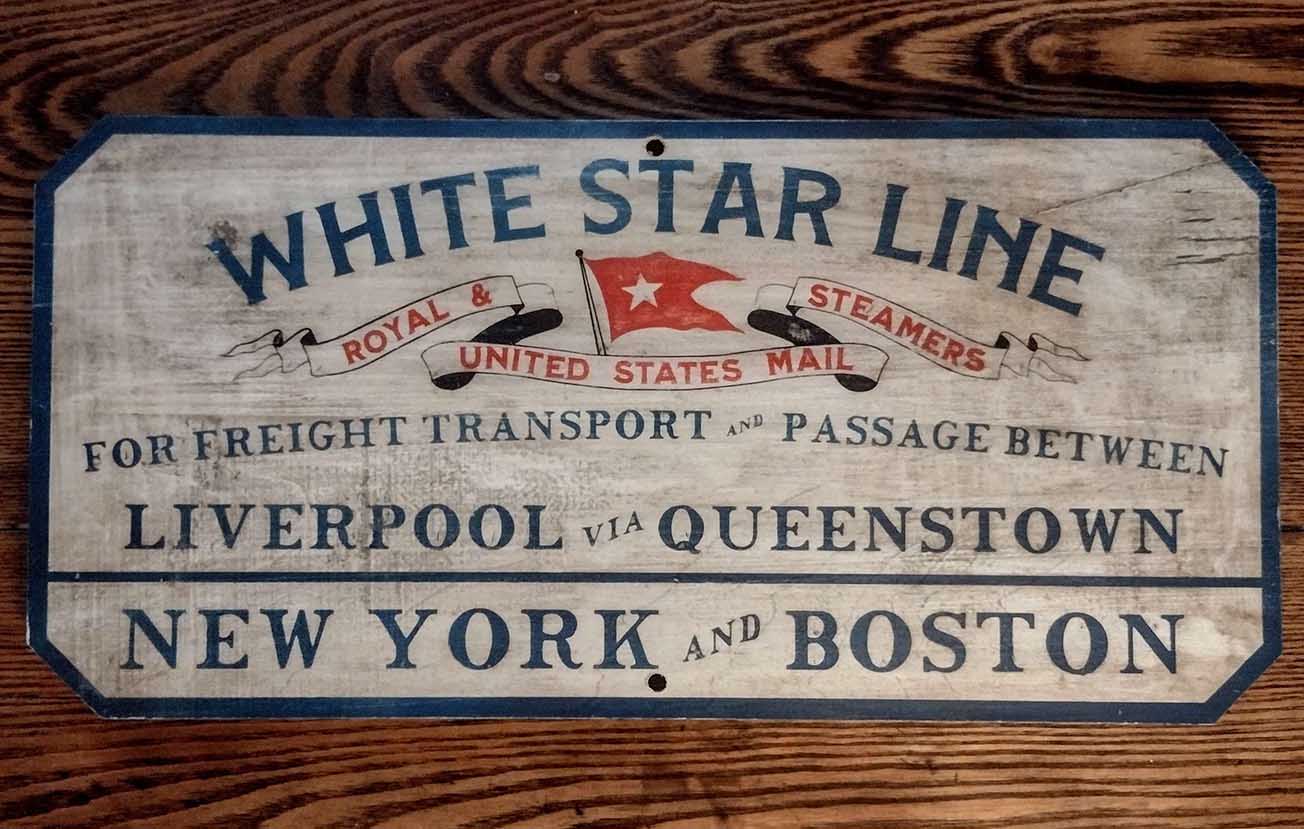 WHITE STAR LINE
ROYAL & UNITED STATES MAIL STEAMERS
FOR FREIGHT TRANSPORT AND PASSAGE BETWEEN
LIVERPOOL VIA QUEENSTOWN
NEW YORK AND BOSTON